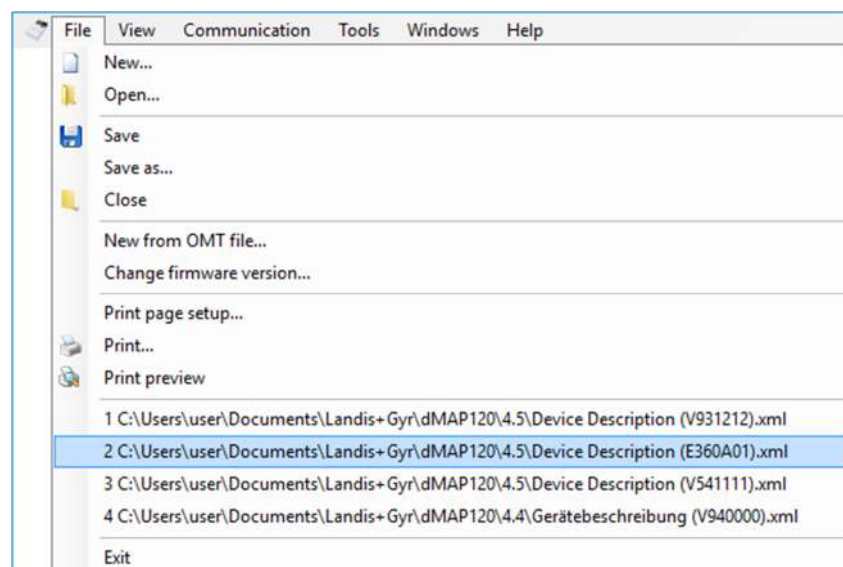 File View Communication Tools Windows Help
New...
Open...
Save
Save as...
Close
New from OMT file...
Change firmware version...
Print page setup...
Print...
Print preview
1 C:\Users\user\Documents\Landis+Gyr\dMAP120\4.5\Device Description (V931212).xml
2 C:\Users\user\Documents\Landis+Gyr\dMAP120\4.5\Device Description (E360A01).xml
3 C:\Users\user\Documents\Landis+Gyr\dMAP120\4.5\Device Description (V541111).xml
4 C:\Users\user\Documents\Landis+Gyr\dMAP120\4.4\Gerätebeschreibung (V940000).xml
Exit